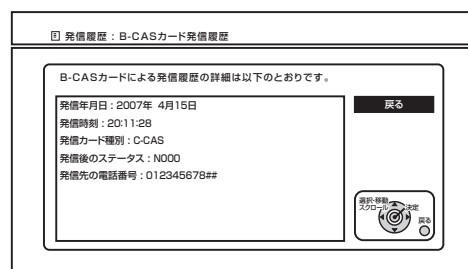 発信履歴 : B-CASカード発信履歴
B-CASカードによる発信履歴の詳細は以下のとおりです。
発信年月日 : 2007年 4月15日
発信時刻 : 20:11:28
発信カード種別 : C-CAS
発信後のステータス : N000
発信先の電話番号 : 012345678##
戻る
選択・移動
スクロール
決定
戻る